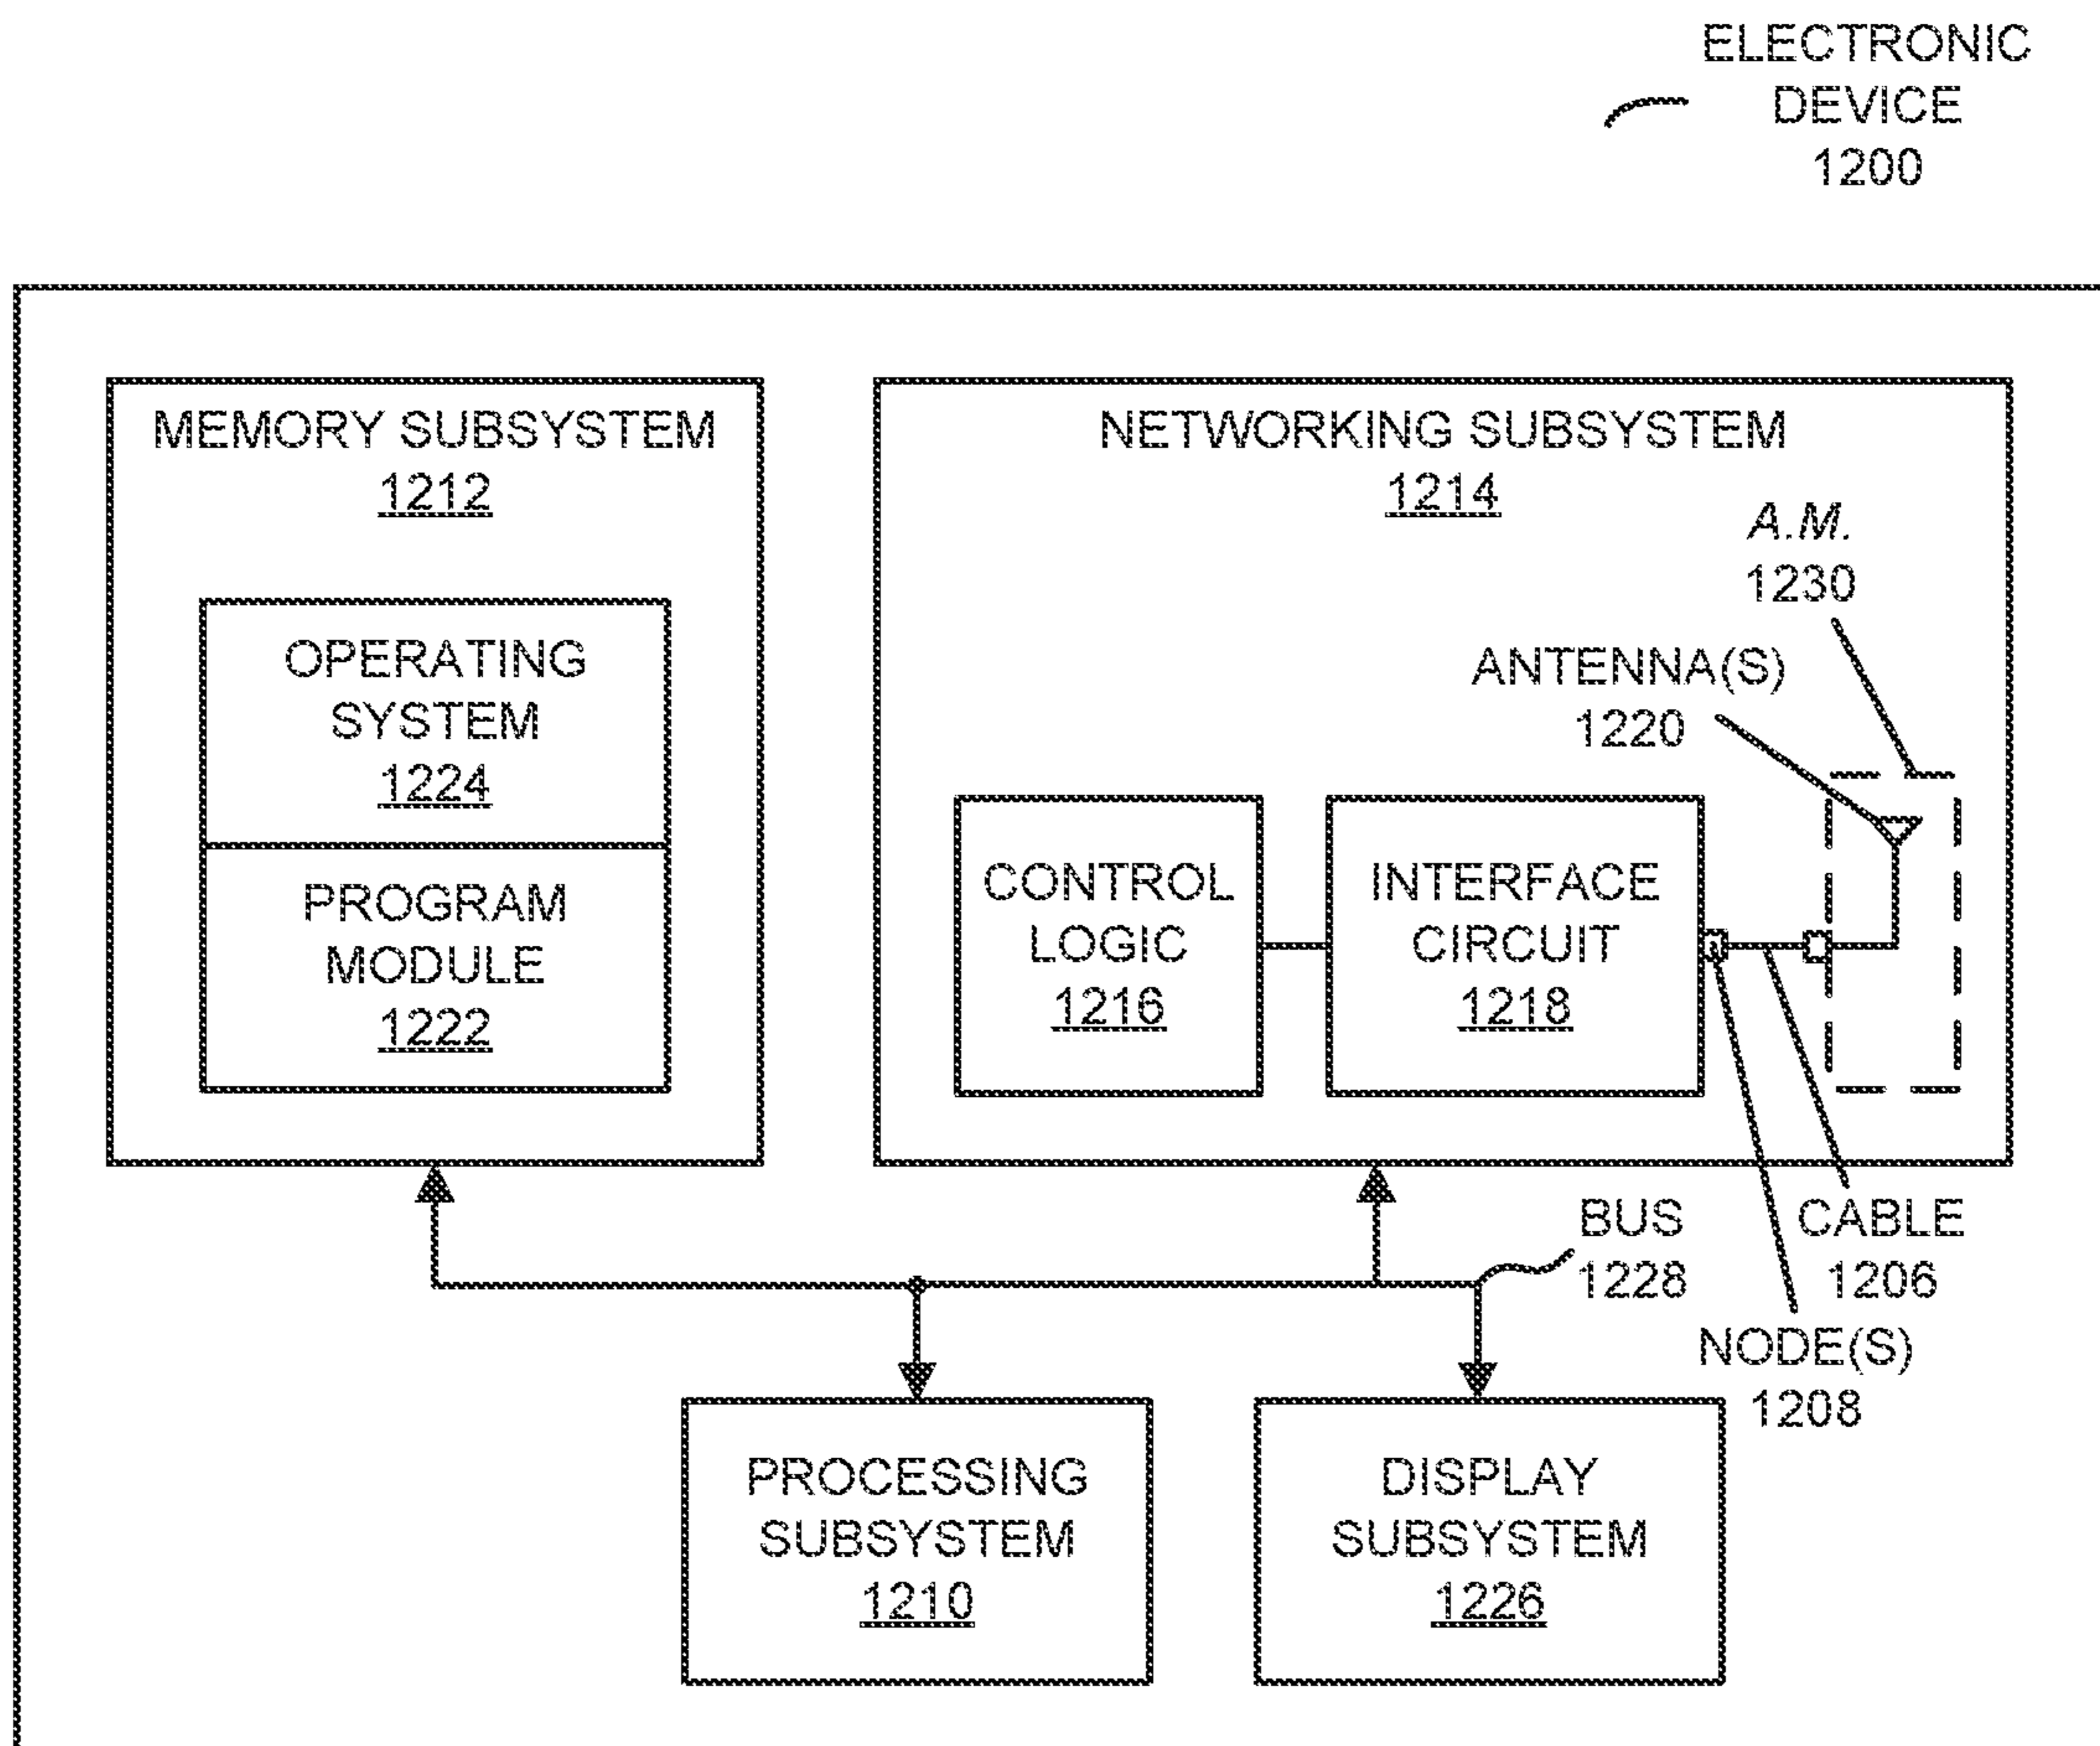 ELECTRONIC
DEVICE
1200
MEMORY SUBSYSTEM
1212
OPERATING
SYSTEM
1224
PROGRAM
MODULE
1222
NETWORKING SUBSYSTEM
1214
A.M.
1230
ANTENNA(S)
1220
CONTROL
LOGIC
1216
INTERFACE
CIRCUIT
1218
BUS
1228
CABLE
1206
NODE(S)
1208
PROCESSING
SUBSYSTEM
1210
DISPLAY
SUBSYSTEM
1226